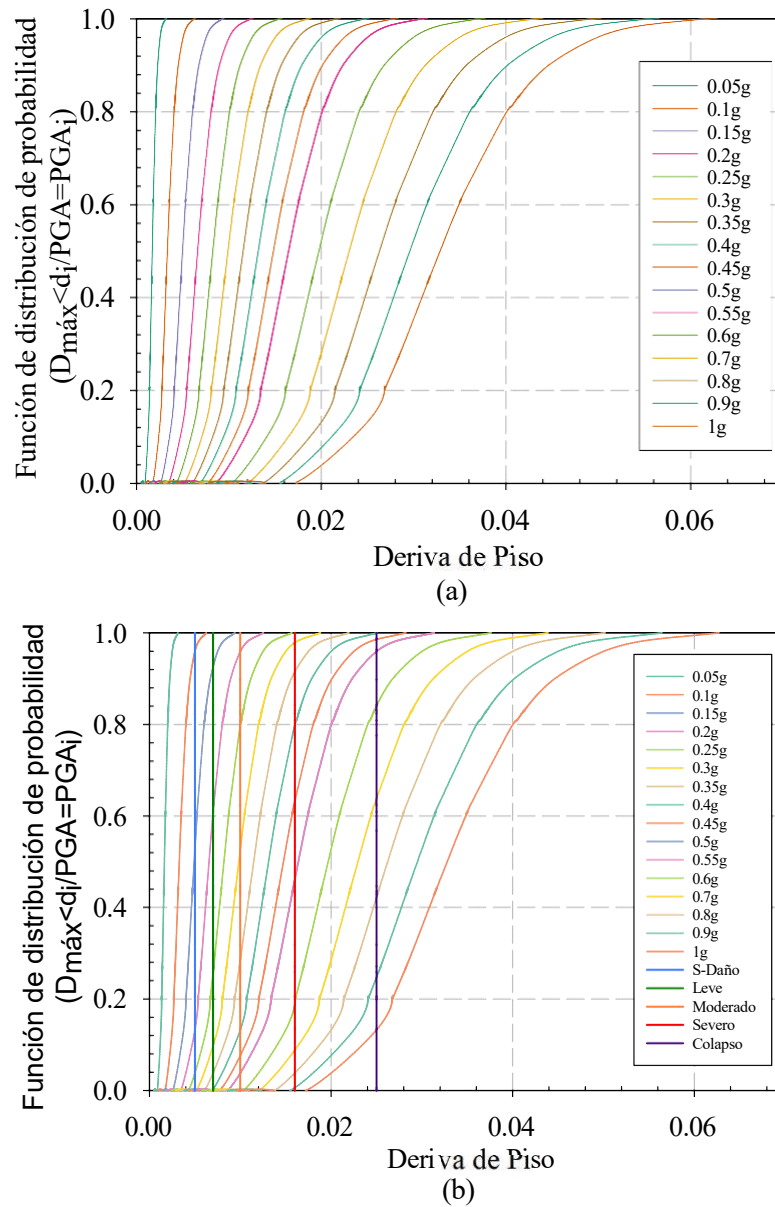 Función de distribución de probabilidad
(Dmáx<di/PGA=PGAi)
1.0
0.8
0.6
0.4
0.2
0.0
0.05g
0.1g
0.15g
0.2g
0.25g
0.3g
0.35g
0.4g
0.45g
0.5g
0.55g
0.6g
0.7g
0.8g
0.9g
1g
0.00
0.02
0.04
0.06
Deriva de Piso
(a)
Función de distribución de probabilidad
(Dmáx<di/PGA=PGAi)
1.0
0.8
0.6
0.4
0.2
0.0
0.05g
0.1g
0.15g
0.2g
0.25g
0.3g
0.35g
0.4g
0.45g
0.5g
0.55g
0.6g
0.7g
0.8g
0.9g
1g
S-Daño
Leve
Moderado
Severo
Colapso
0.00
0.02
0.04
0.06
Deriva de Piso
(b)